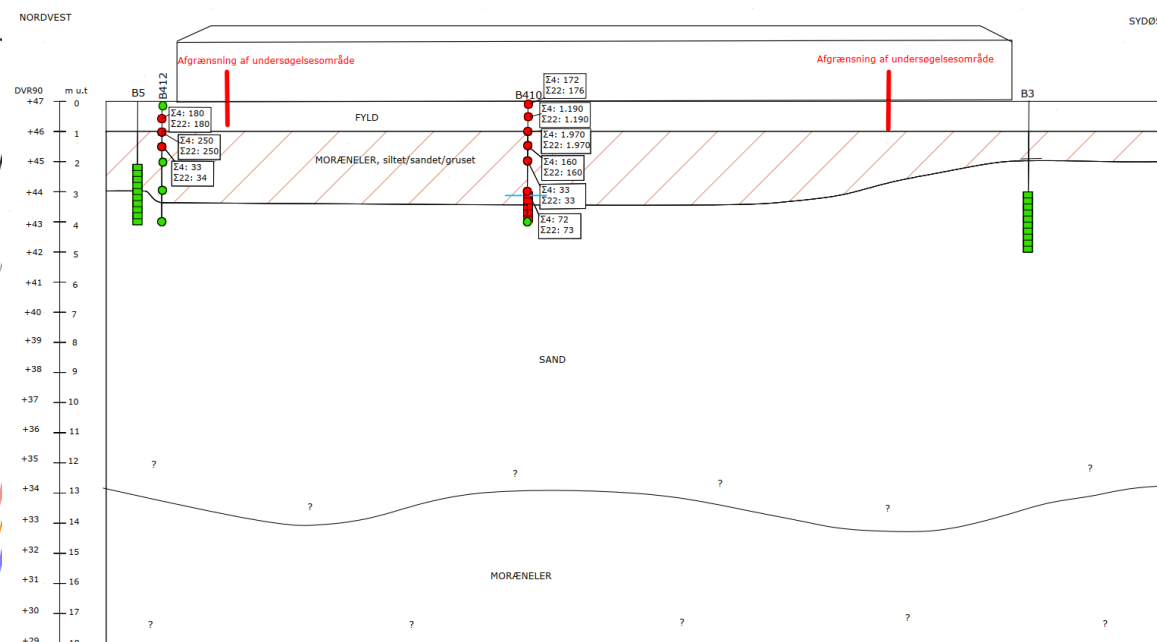 NORDVEST
SYDØS
Afgrænsning af undersøgelsesområde
Afgrænsning af undersøgelsesområde
DVR90
m u.t
B5
B412
B410
B3
Σ4: 172
Σ22: 176
Σ4: 180
Σ22: 180
Σ4: 1.190
Σ22: 1.190
FYLD
Σ4: 250
Σ22: 250
Σ4: 1.970
Σ22: 1.970
MORÆNELER, siltet/sandet/gruset
Σ4: 33
Σ22: 34
Σ4: 160
Σ22: 160
Σ4: 33
Σ22: 33
Σ4: 72
Σ22: 73
+47 0
+46 1
+45 2
+44 3
+43 4
+42 5
+41 6
+40 7
+39 8
+38 9
+37 10
+36 11
+35 12
+34 13
+33 14
+32 15
+31 16
+30 17
+29 18
SAND
? ? ? ?
? ?
MORÆNELER
? ? ? ? ?